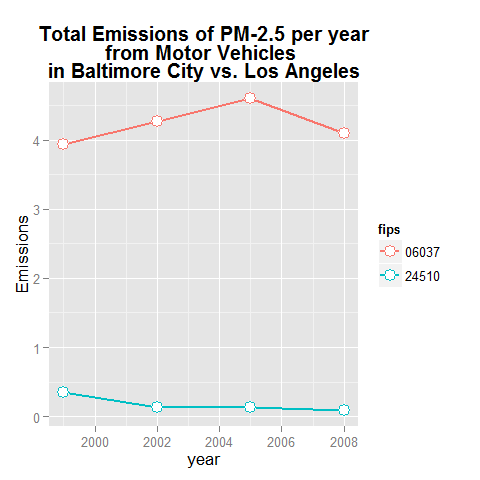 Total Emissions of PM-2.5 per year
from Motor Vehicles
in Baltimore City vs. Los Angeles
Emissions
4
3
2
1
0
2000 2002 2004 2006 2008
year
fips
06037
24510